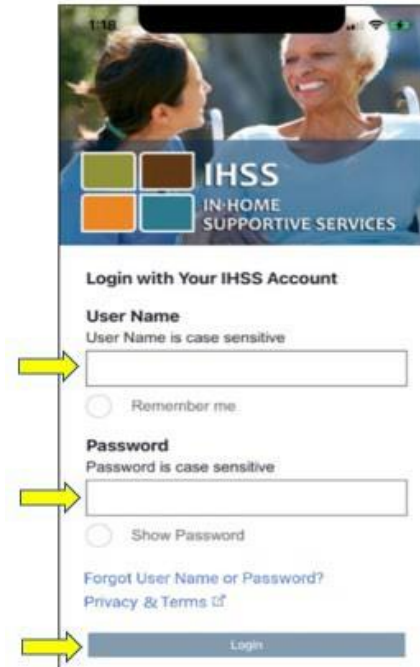 1:18
IHSS
IN-HOME
SUPPORTIVE SERVICES
Login with Your IHSS Account
User Name
User Name is case sensitive
Remember me
Password
Password is case sensitive
Show Password
Forgot User Name or Password?
Privacy & Terms
Login